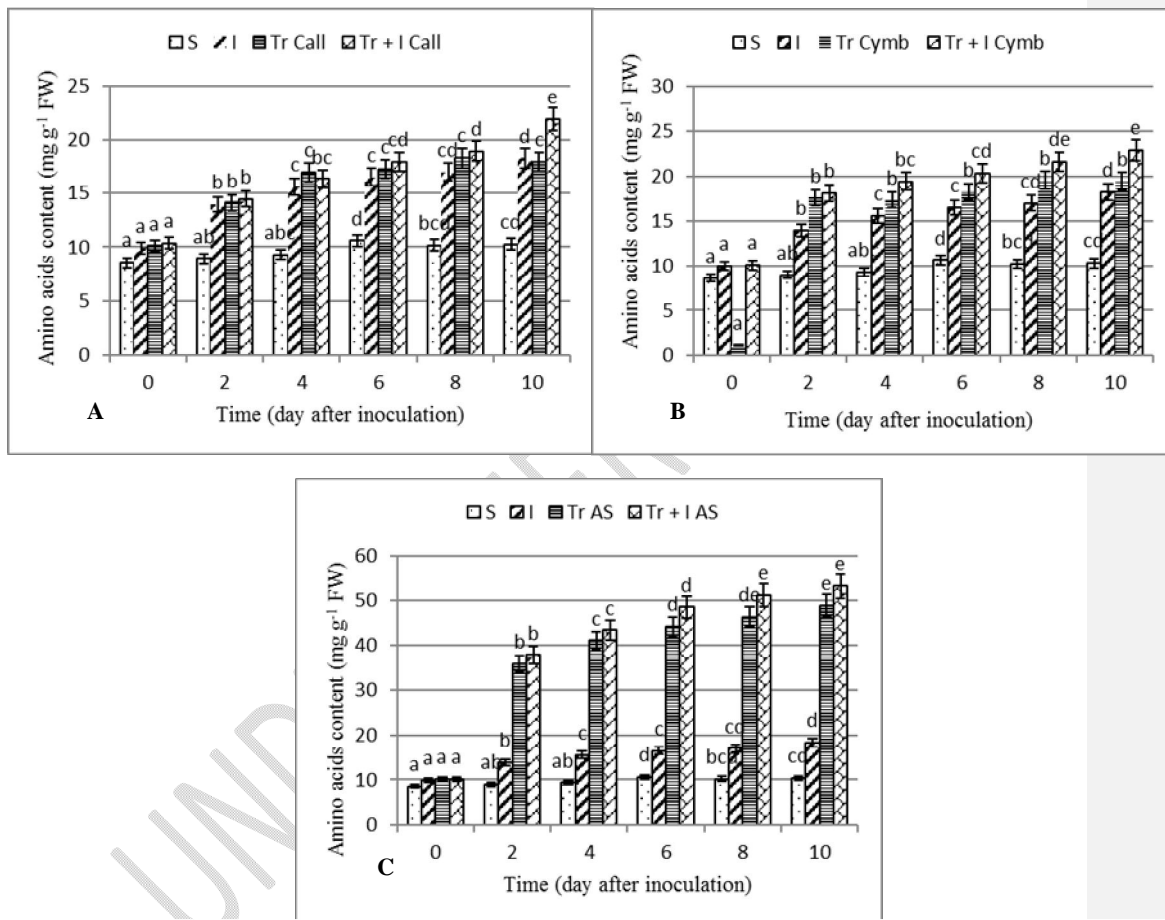 S I Tr Call Tr + I Call
Amino acids content (mg g-1 FW)
25
20
15
10
5
0
a a a a
ab b b b
abc c c bc
d c c cd
bcd cd c d
cd d c e
0 2 4 6 8 10
A
Time (day after inoculation)
S I Tr Cymb Tr + I Cymb
Amino acids content (mg g-1 FW)
30
25
20
15
10
5
0
a a a a
ab b b b
ab c b bc
d c b cd
bcd cd b de
cd d b e
0 2 4 6 8 10
B
Time (day after inoculation)
S I Tr AS Tr + I AS
Amino acids content (mg g-1 FW)
60
50
40
30
20
10
0
a a a a
ab b b b
ab c c c
d c d d
bcd cd de e
cd d e e
0 2 4 6 8 10
C
Time (day after inoculation)